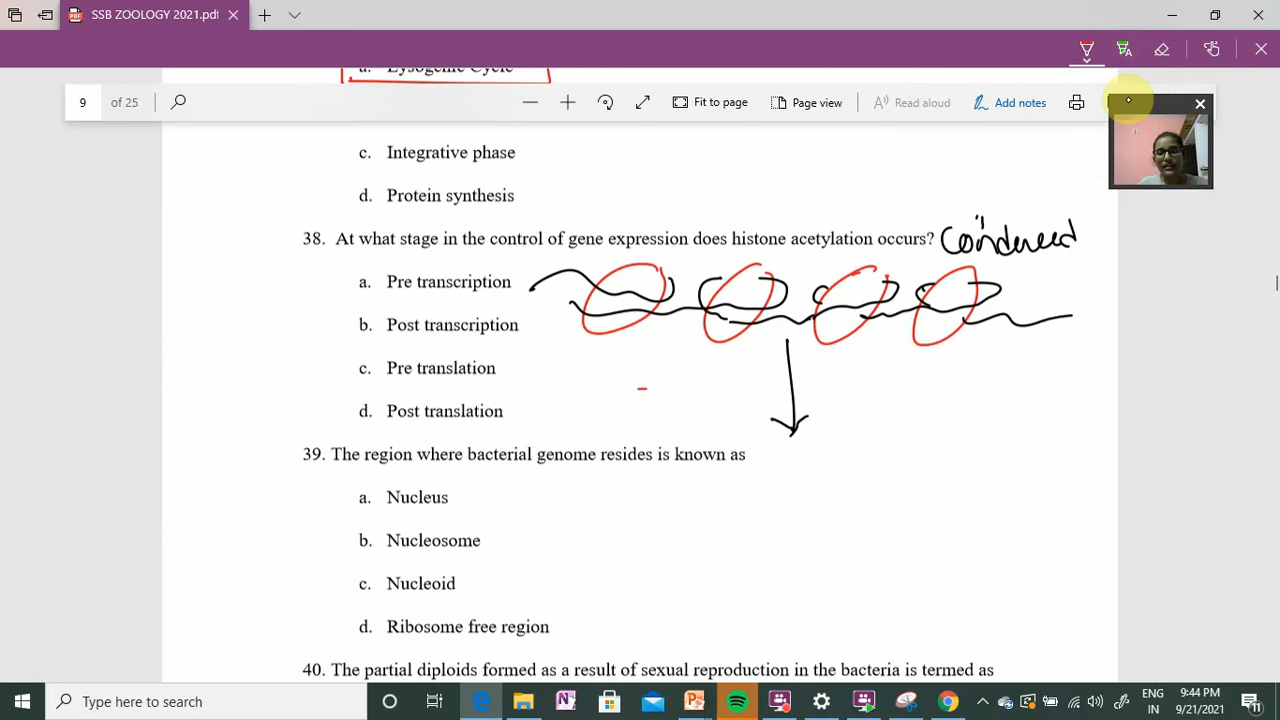 SSB ZOOLOGY 2021.pdf
9 of 25
Fit to page
Page view
Read aloud
Add notes
a. Lysogenic Cycle
c. Integrative phase
d. Protein synthesis
38. At what stage in the control of gene expression does histone acetylation occurs?
a. Pre transcription
b. Post transcription
c. Pre translation
d. Post translation
39. The region where bacterial genome resides is known as
a. Nucleus
b. Nucleosome
c. Nucleoid
d. Ribosome free region
40. The partial diploids formed as a result of sexual reproduction in the bacteria is termed as
Type here to search
ENG
IN
9:44 PM
9/21/2021